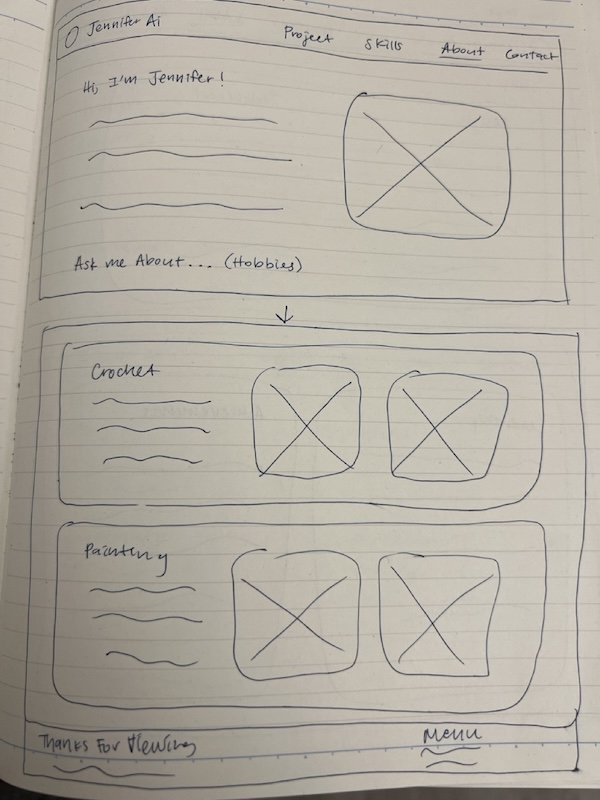 Jennifer Ai
Project Skills About Contact
Hi, I'm Jennifer!
Ask me About... (Hobbies)
Crochet
Painting
Thanks For Viewing
Menu